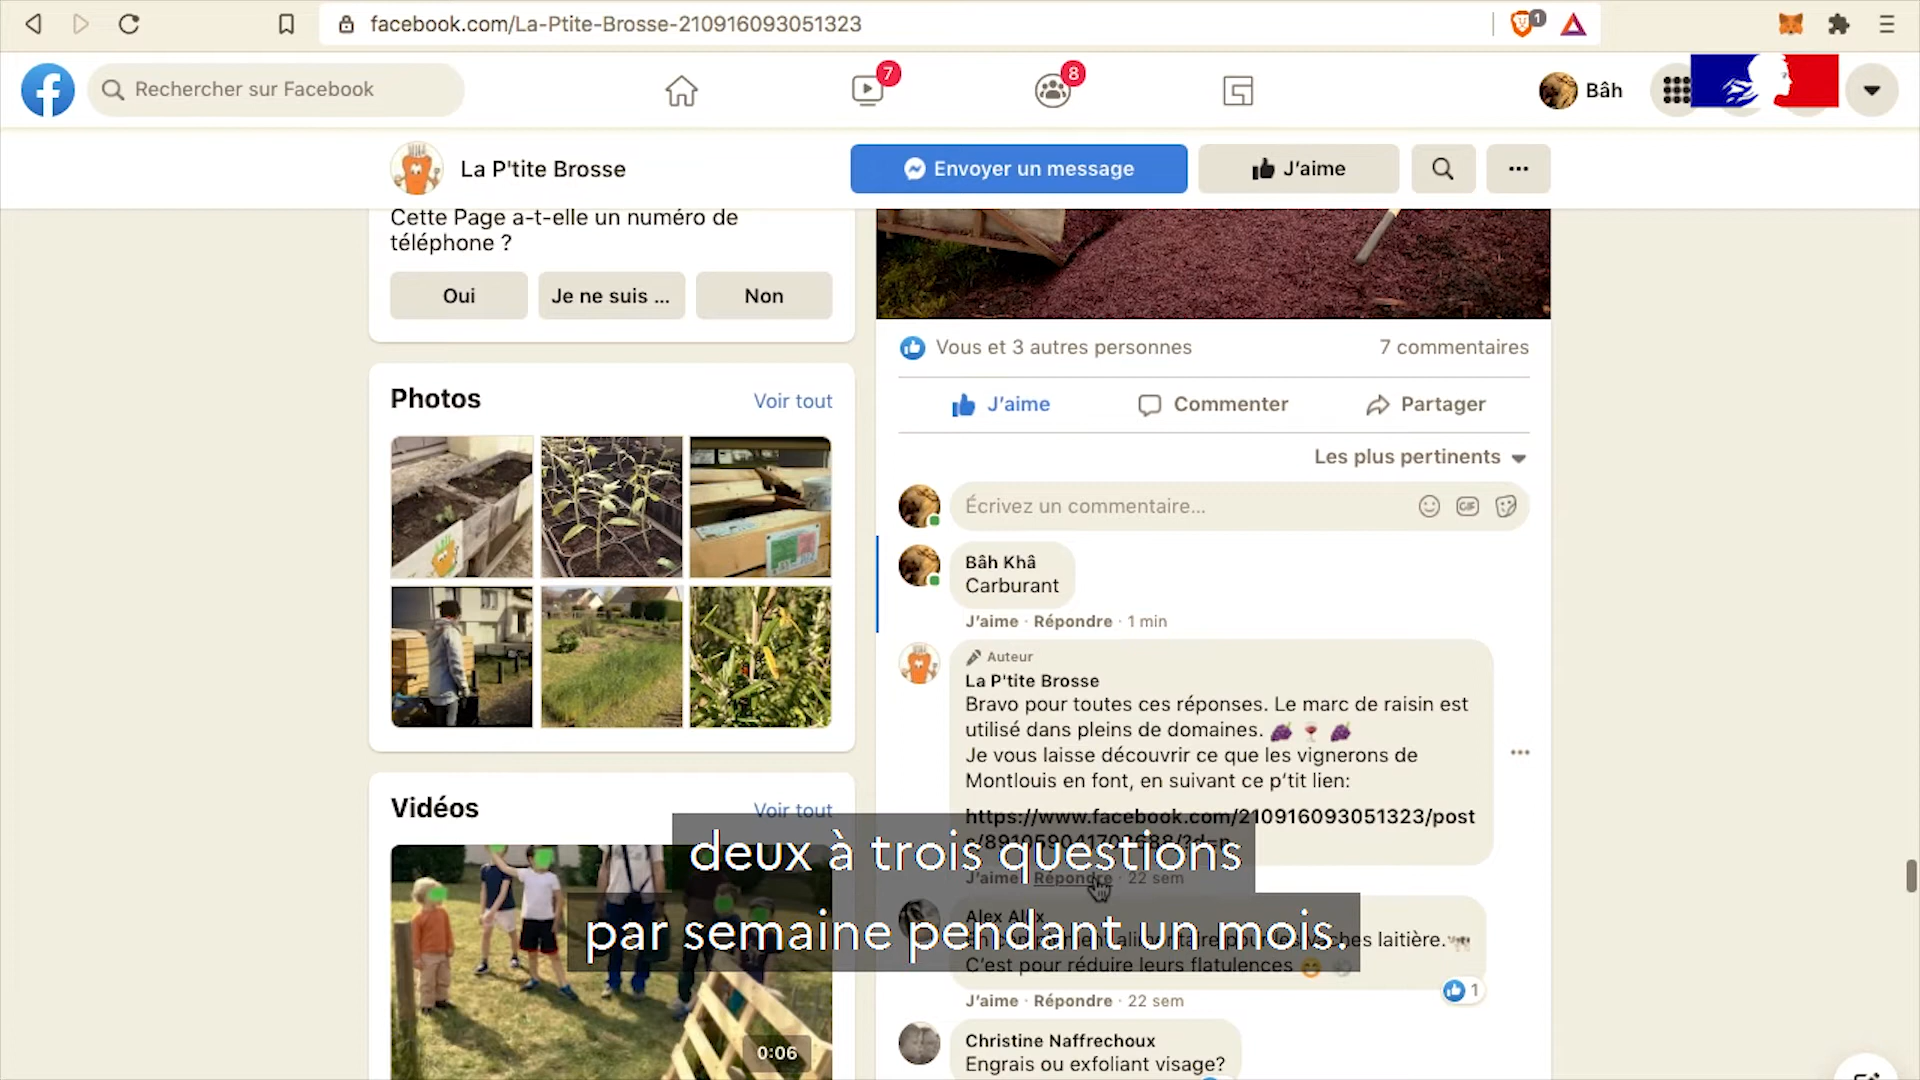 facebook.com/La-Ptite-Brosse-210916093051323
1
Rechercher sur Facebook
7
8
Bâh
La P'tite Brosse
Envoyer un message
J'aime
Cette Page a-t-elle un numéro de
téléphone ?
Oui
Je ne suis ...
Non
Photos
Voir tout
Vidéos
Voir tout
0:06
Vous et 3 autres personnes
7 commentaires
J'aime
Commenter
Partager
Les plus pertinents
Écrivez un commentaire...
GIF
Bâh Khâ
Carburant
J'aime · Répondre · 1 min
Auteur
La P'tite Brosse
Bravo pour toutes ces réponses. Le marc de raisin est
utilisé dans pleins de domaines.
Je vous laisse découvrir ce que les vignerons de
Montlouis en font, en suivant ce p'tit lien:
https://www.facebook.com/210916093051323/post
J'aime Répondre · 22 sem
Alex
laitière.
C'est pour réduire leurs flatulences
1
J'aime · Répondre · 22 sem
Christine Naffrechoux
Engrais ou exfoliant visage?
deux à trois questions
par semaine pendant un mois.